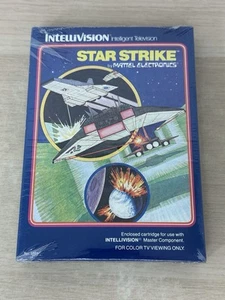 INTELLIVISION Intelligent Television
STAR STRIKE
by MATTEL ELECTRONICS®
Enclosed cartridge for use with
INTELLIVISION® Master Component.
FOR COLOR TV VIEWING ONLY